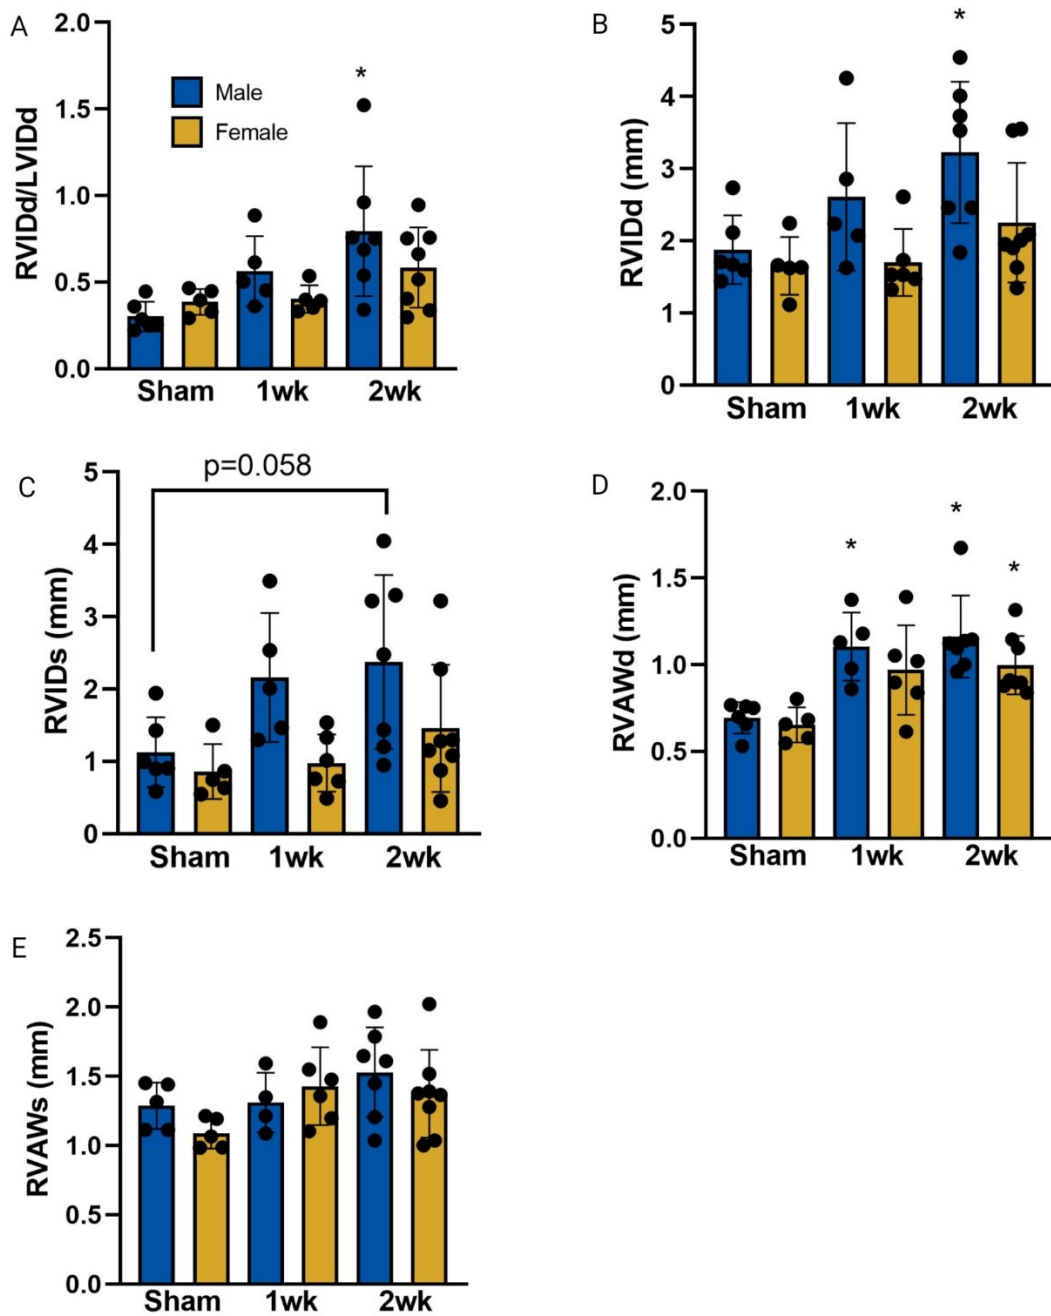 A
RVIDd/LVIDd
2.0
1.5
1.0
0.5
0.0
Male
Female
*
Sham 1wk 2wk
B
RVIDd (mm)
5
4
3
2
1
0
*
Sham 1wk 2wk
C
RVIDs (mm)
5
4
3
2
1
0
p=0.058
Sham 1wk 2wk
D
RVAWd (mm)
2.0
1.5
1.0
0.5
0.0
*
*
*
Sham 1wk 2wk
E
RVAWs (mm)
2.5
2.0
1.5
1.0
0.5
0.0
Sham 1wk 2wk